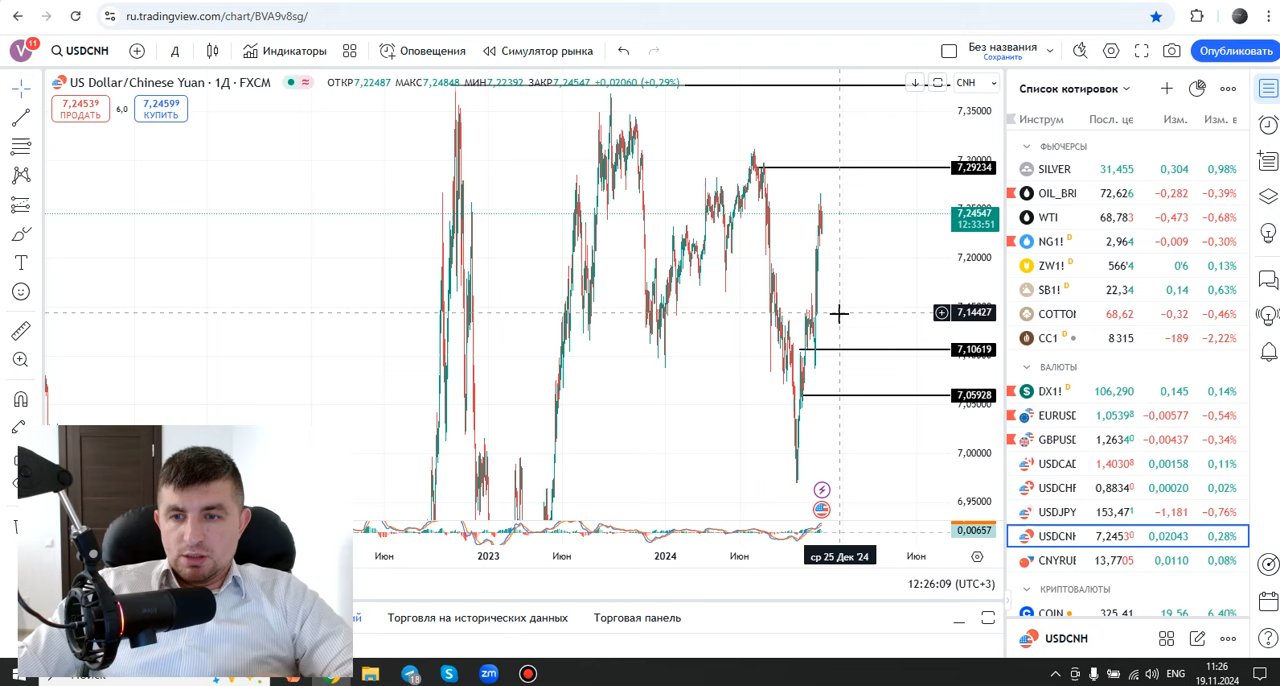 ru.tradingview.com/chart/BVA9v8sg/
V 11 USDCNH Д Индикаторы Оповещения Симулятор рынка Без названия Сохранить Опубликовать
US Dollar/Chinese Yuan · 1Д · FXCM ОТКР7,22487 МАКС7,24848 МИН7,22392 ЗАКР7,24547 +0,02060 (+0,29%) CNH
7,24539 ПРОДАТЬ 6,0 7,24599 КУПИТЬ
7,35000
7,30000
7,29234
7,24547
12:33:51
7,20000
7,14427
7,10619
7,05928
7,00000
6,95000
0,00657
Июн 2023 Июн 2024 Июн ср 25 Дек '24 Июн
12:26:09 (UTC+3)
Торговля на исторических данных Торговая панель
Список котировок
Инструм Посл. це Изм. Изм. в
ФЬЮЧЕРСЫ
SILVER 31,455 0,304 0,98%
OIL_BRI 72,626 −0,282 −0,39%
WTI 68,783 −0,473 −0,68%
NG1! D 2,964 −0,009 −0,30%
ZW1! D 566'4 0'6 0,13%
SB1! D 22,34 0,14 0,63%
COTTON 68,62 −0,32 −0,46%
CC1 D 8 315 −189 −2,22%
ВАЛЮТЫ
DX1! D 106,290 0,145 0,14%
EURUSD 1,05398 −0,00577 −0,54%
GBPUSD 1,26340 −0,00437 −0,34%
USDCAD 1,40308 0,00158 0,11%
USDCHF 0,88340 0,00020 0,02%
USDJPY 153,471 −1,181 −0,76%
USDCNH 7,24530 0,02043 0,28%
CNYRUB 13,7705 0,0110 0,08%
КРИПТОВАЛЮТЫ
COIN 325,41 19,56 6,40%
USDCNH
18 S zm ENG 11:26
19.11.2024